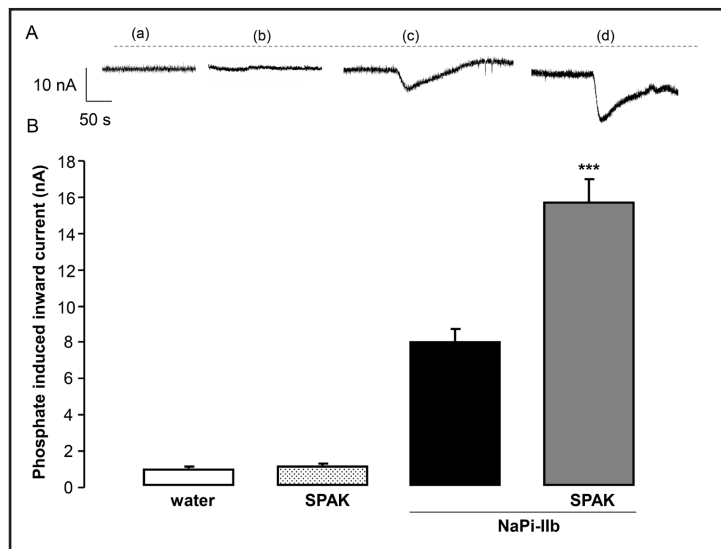 A
(a) (b) (c) (d)
10 nA
50 s
B
Phosphate induced inward current (nA)
18
16
14
12
10
8
6
4
2
0
***
water SPAK SPAK
NaPi-IIb